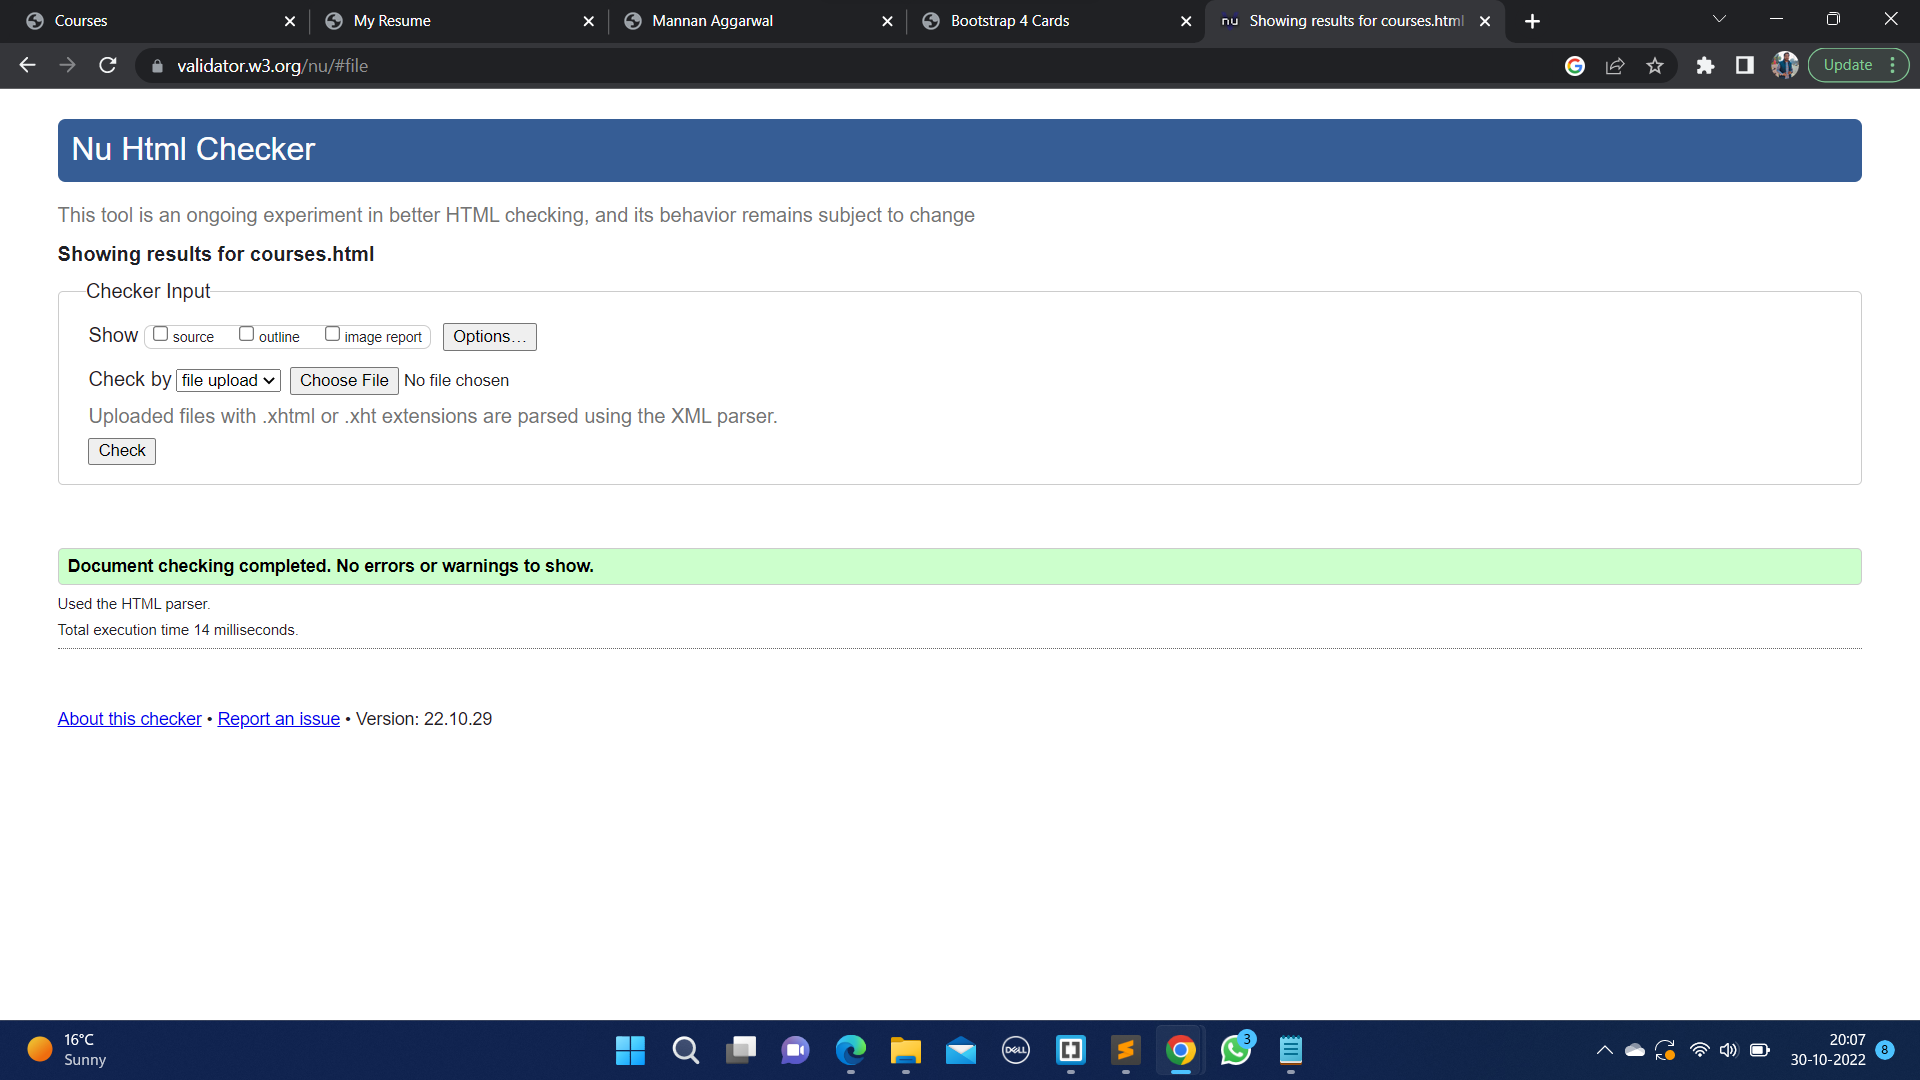 Courses
My Resume
Mannan Aggarwal
Bootstrap 4 Cards
nu Showing results for courses.html
validator.w3.org/nu/#file
Update
Nu Html Checker
This tool is an ongoing experiment in better HTML checking, and its behavior remains subject to change
Showing results for courses.html
Checker Input
Show source outline image report Options...
Check by file upload Choose File No file chosen
Uploaded files with .xhtml or .xht extensions are parsed using the XML parser.
Check
Document checking completed. No errors or warnings to show.
Used the HTML parser.
Total execution time 14 milliseconds.
About this checker • Report an issue • Version: 22.10.29
16°C
Sunny
DELL
3
20:07
30-10-2022
8